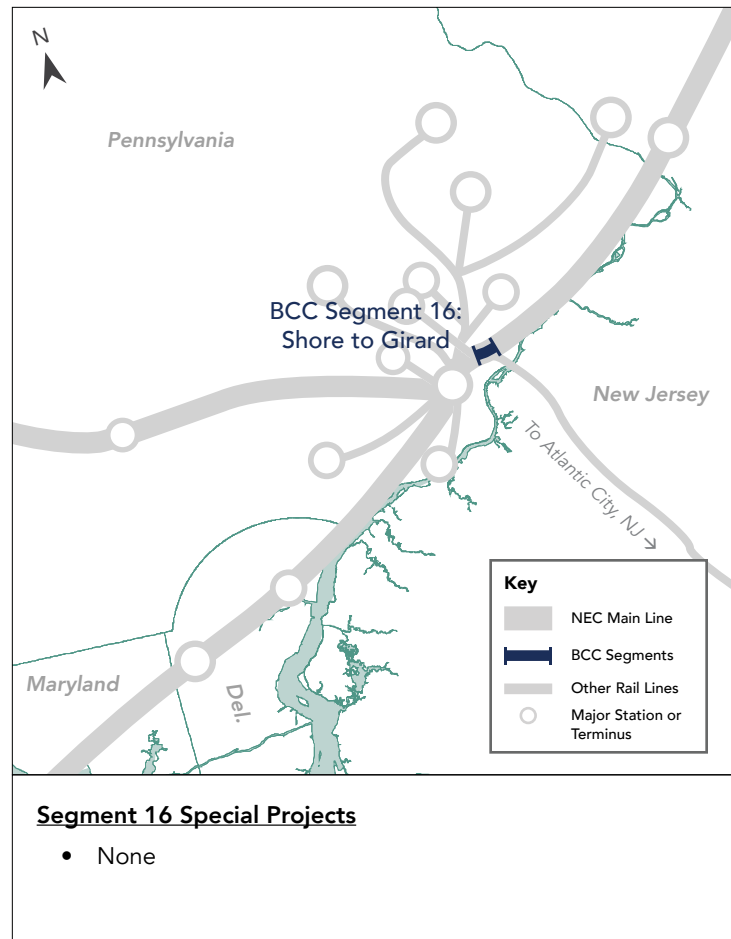 N
Pennsylvania
BCC Segment 16:
Shore to Girard
New Jersey
To Atlantic City, NJ →
Maryland
Del.
Key
NEC Main Line
BCC Segments
Other Rail Lines
Major Station or
Terminus
Segment 16 Special Projects
• None